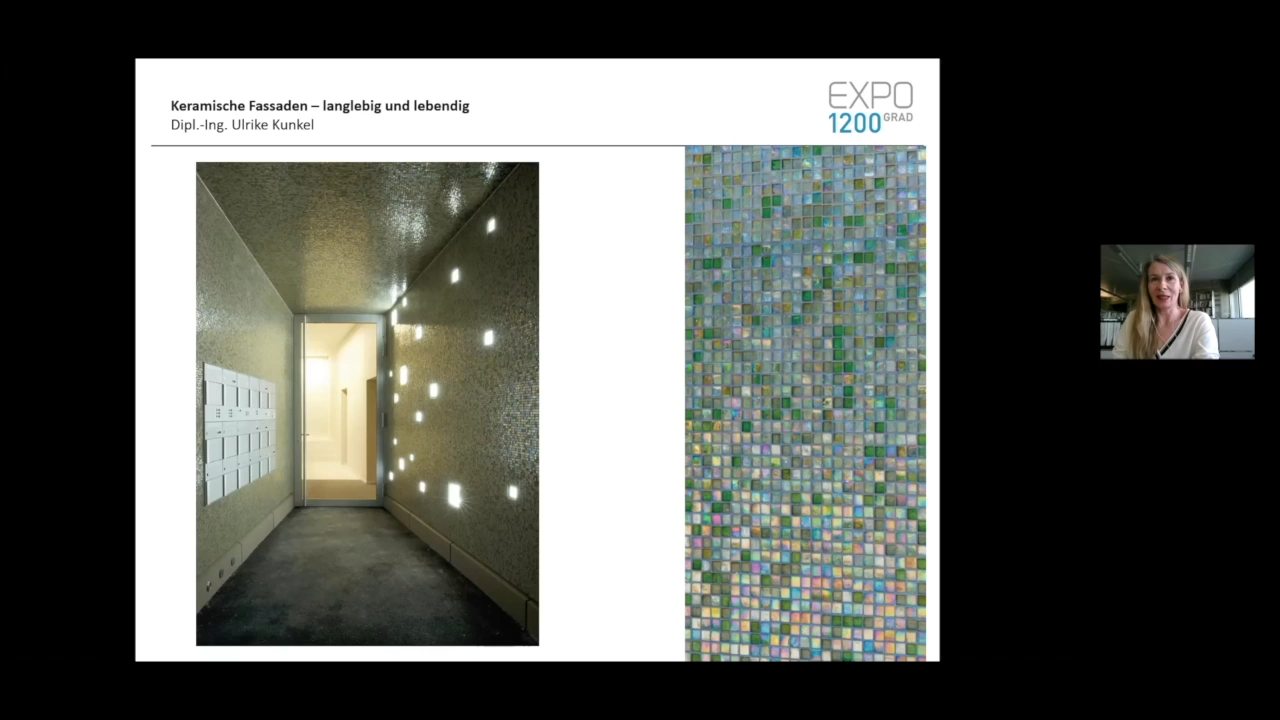 Keramische Fassaden – langlebig und lebendig
Dipl.-Ing. Ulrike Kunkel
EXPO
1200 GRAD